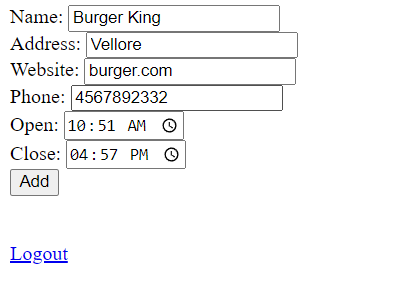 Name: Burger King
Address: Vellore
Website: burger.com
Phone: 4567892332
Open: 10:51 AM
Close: 04:57 PM
Add
Logout